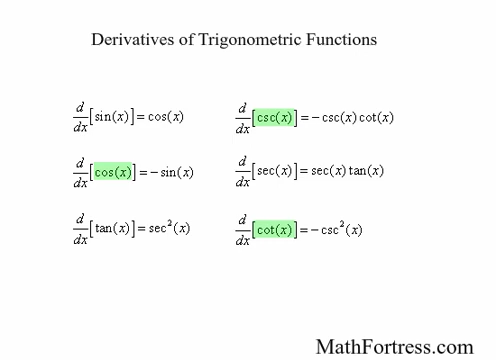 Derivatives of Trigonometric Functions
d/dx[sin(x)]=cos(x)
d/dx[csc(x)]=−csc(x)cot(x)
d/dx[cos(x)]=−sin(x)
d/dx[sec(x)]=sec(x)tan(x)
d/dx[tan(x)]=sec²(x)
d/dx[cot(x)]=−csc²(x)
MathFortress.com